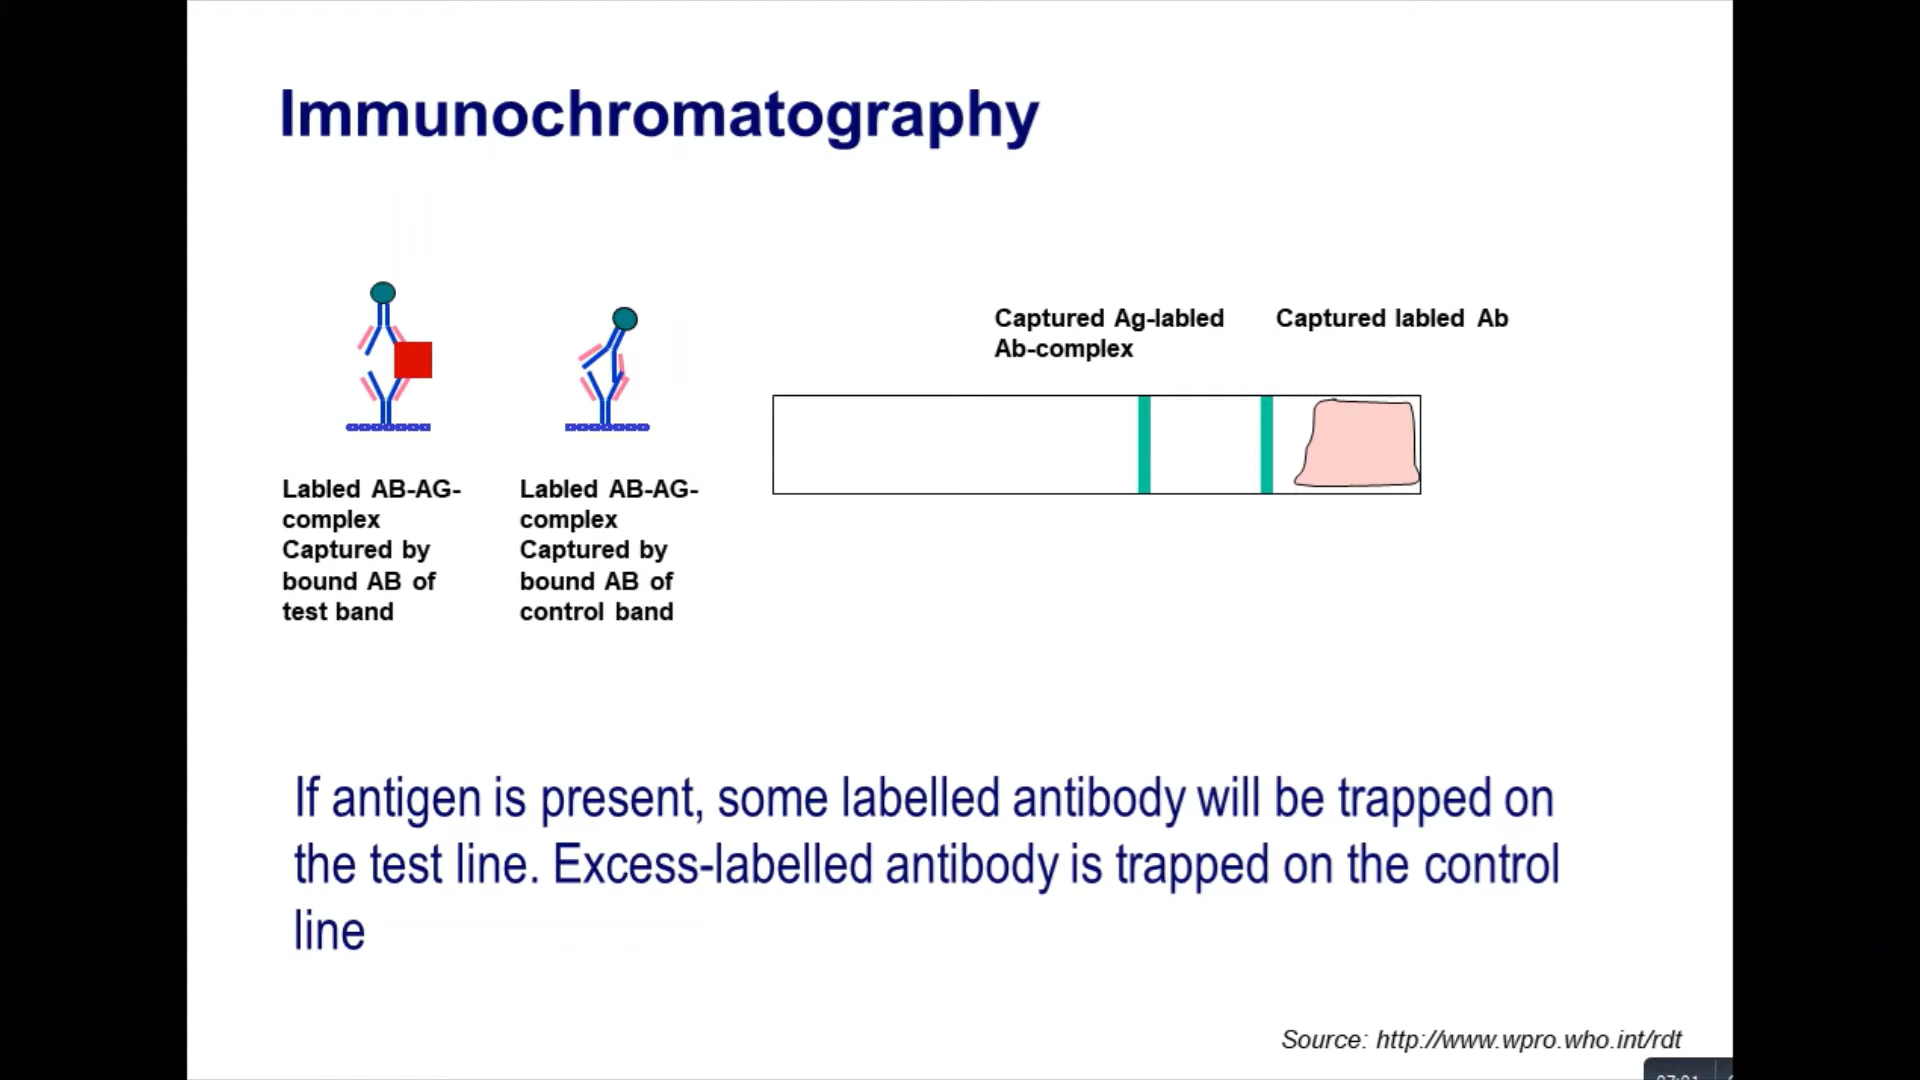 Immunochromatography
Captured Ag-labled
Ab-complex
Captured labled Ab
Labled AB-AG-
complex
Captured by
bound AB of
test band
Labled AB-AG-
complex
Captured by
bound AB of
control band
If antigen is present, some labelled antibody will be trapped on
the test line. Excess-labelled antibody is trapped on the control
line
Source: http://www.wpro.who.int/rdt